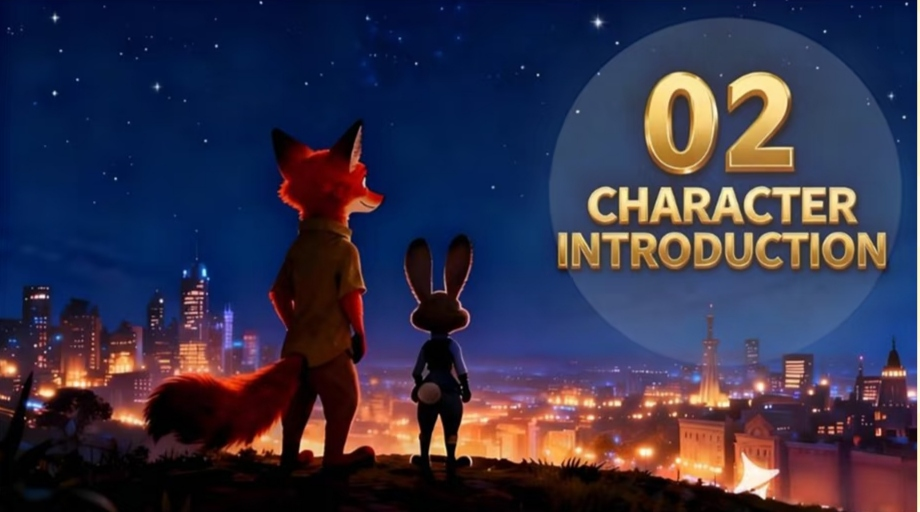 02
CHARACTER
INTRODUCTION